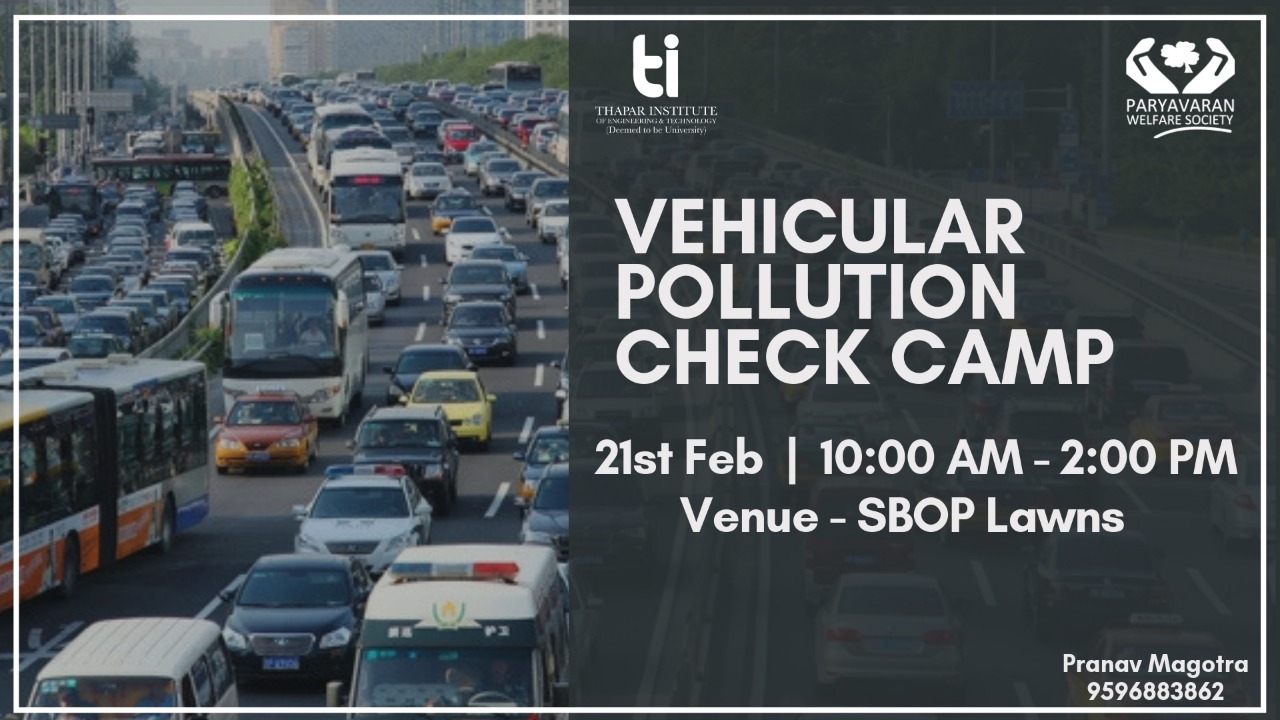 ti
THAPAR INSTITUTE
OF ENGINEERING & TECHNOLOGY
(Deemed to be University)
PARYAVARAN
WELFARE SOCIETY
VEHICULAR
POLLUTION
CHECK CAMP
21st Feb | 10:00 AM - 2:00 PM
Venue - SBOP Lawns
Pranav Magotra
9596883862